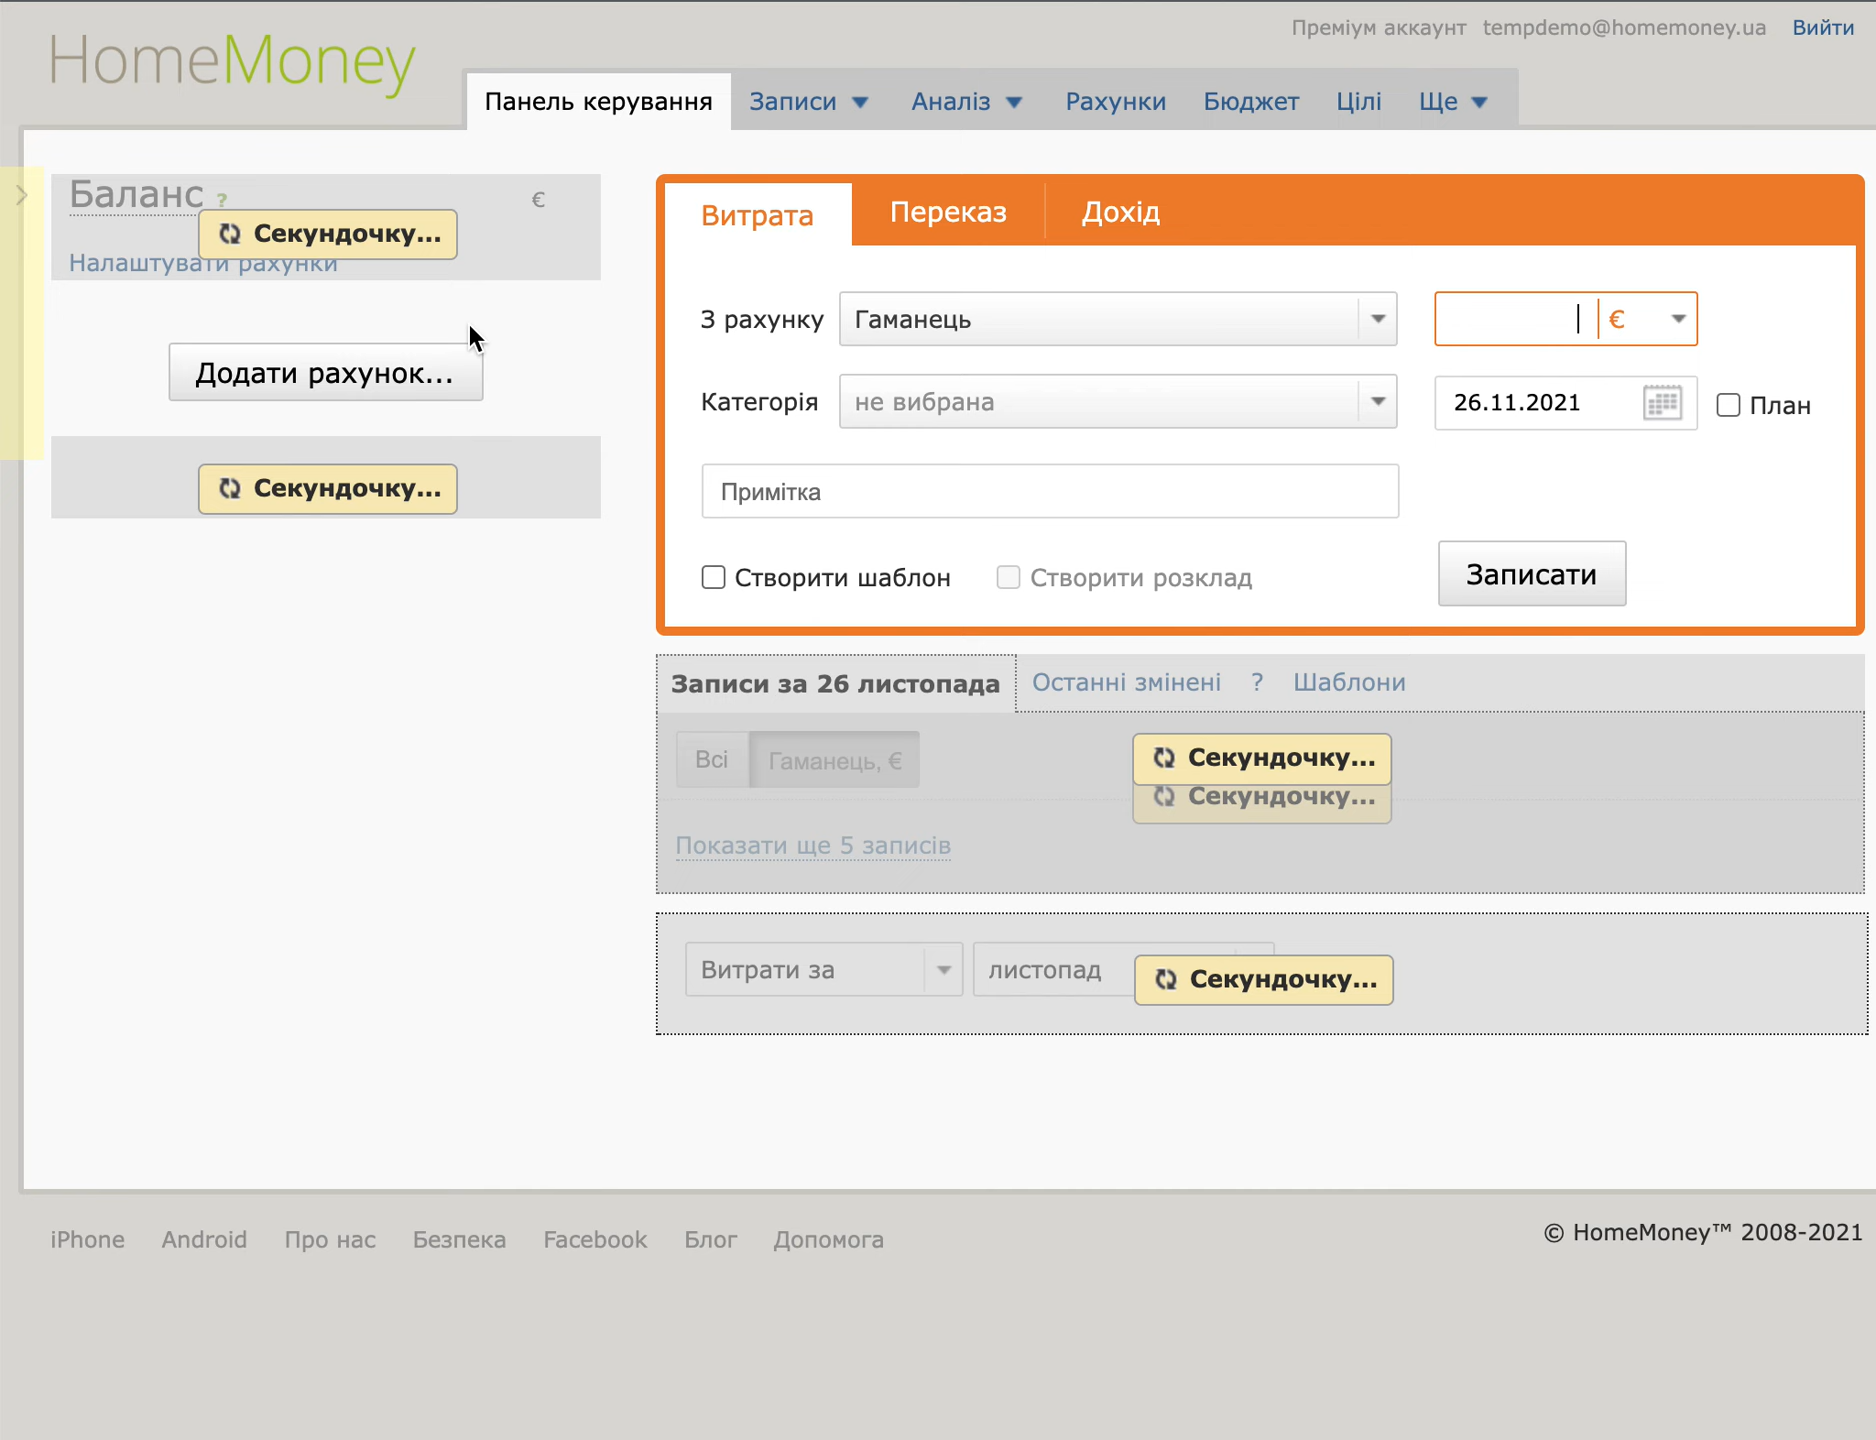 Преміум аккаунт tempdemo@homemoney.ua Вийти
HomeMoney
Панель керування Записи Аналіз Рахунки Бюджет Цілі Ще
Баланс ? €
Секундочку...
Налаштувати рахунки
Додати рахунок...
Секундочку...
Витрата Переказ Дохід
З рахунку Гаманець €
Категорія не вибрана 26.11.2021 План
Примітка
Створити шаблон Створити розклад Записати
Записи за 26 листопада Останні змінені ? Шаблони
Всі Гаманець, € Секундочку...
Секундочку...
Показати ще 5 записів
Витрати за листопад Секундочку...
iPhone Android Про нас Безпека Facebook Блог Допомога © HomeMoney™ 2008-2021